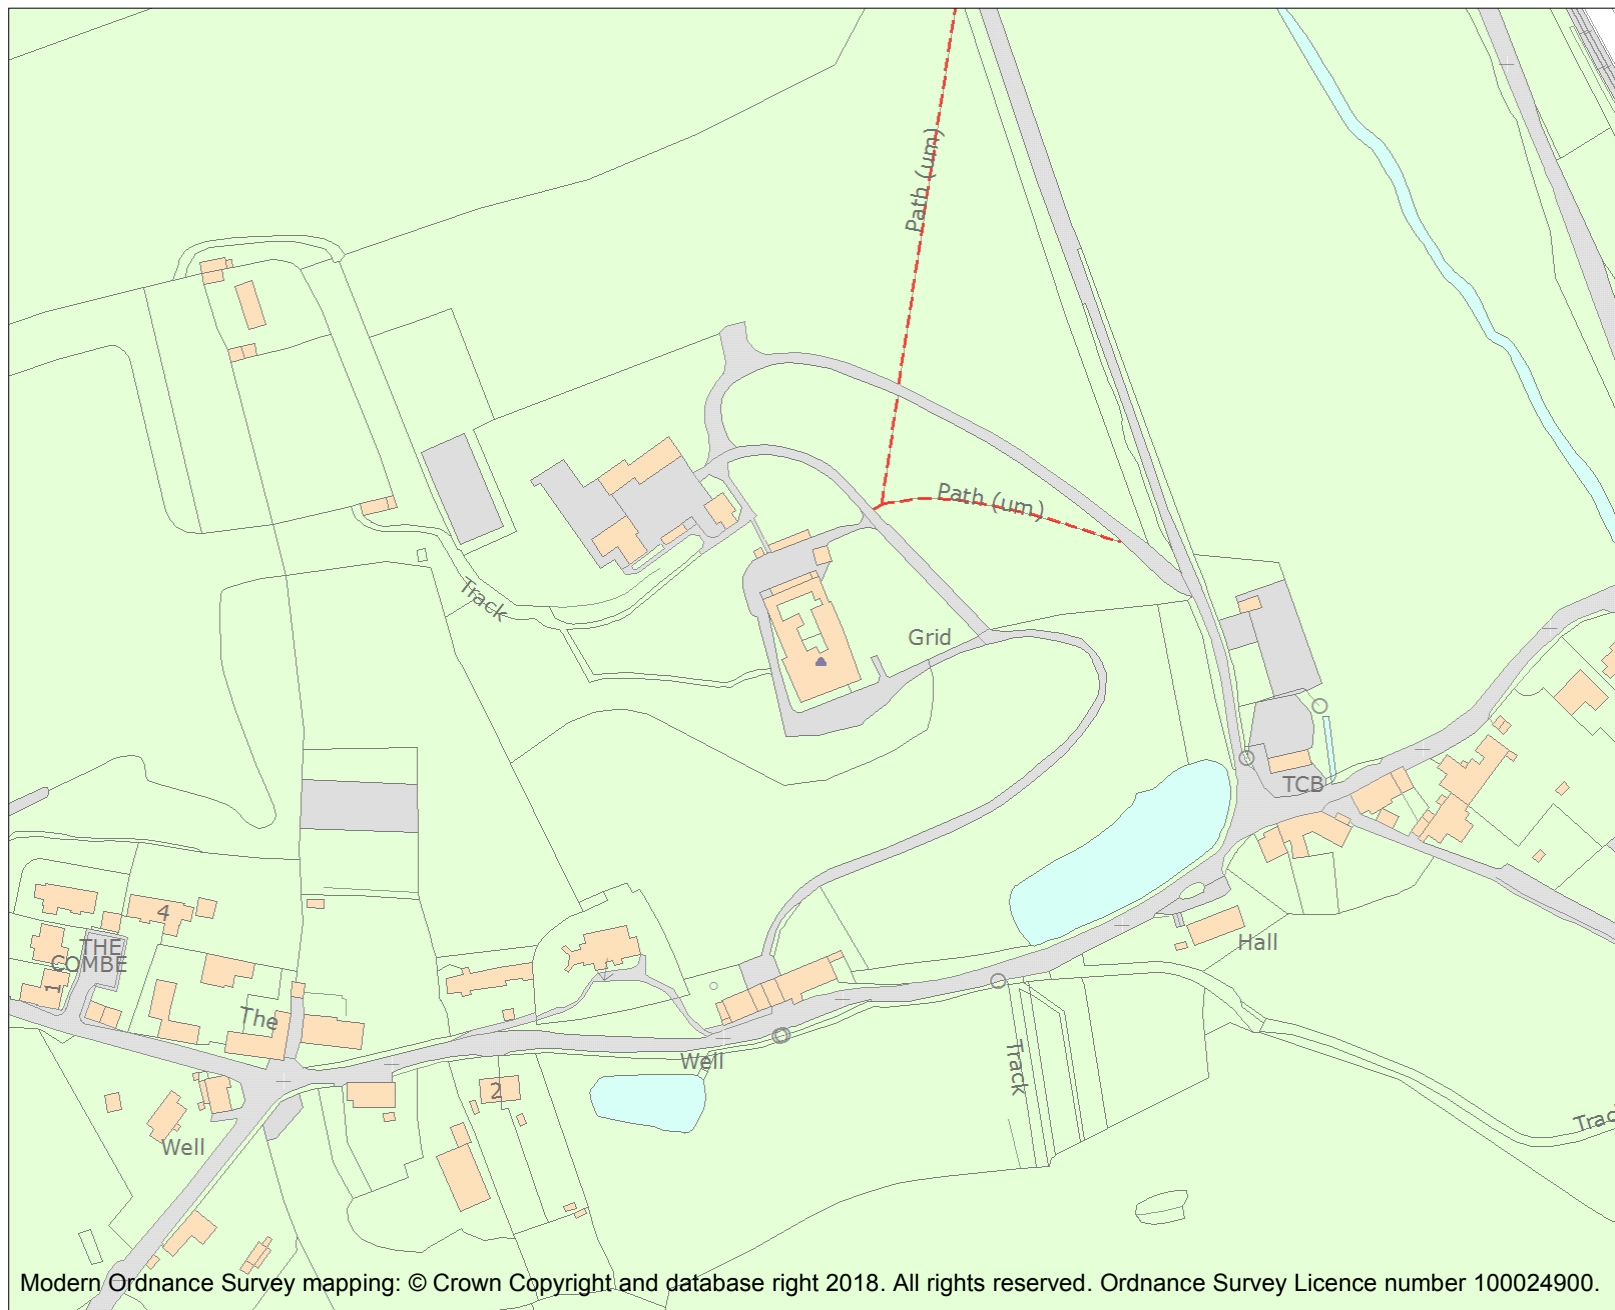 Path (um)
Path (um)
Track
Grid
TCB
4
THE
COMBE
1
Hall
The
Well
Track
2
Well
Trac
Modern Ordnance Survey mapping: © Crown Copyright and database right 2018. All rights reserved. Ordnance Survey Licence number 100024900.